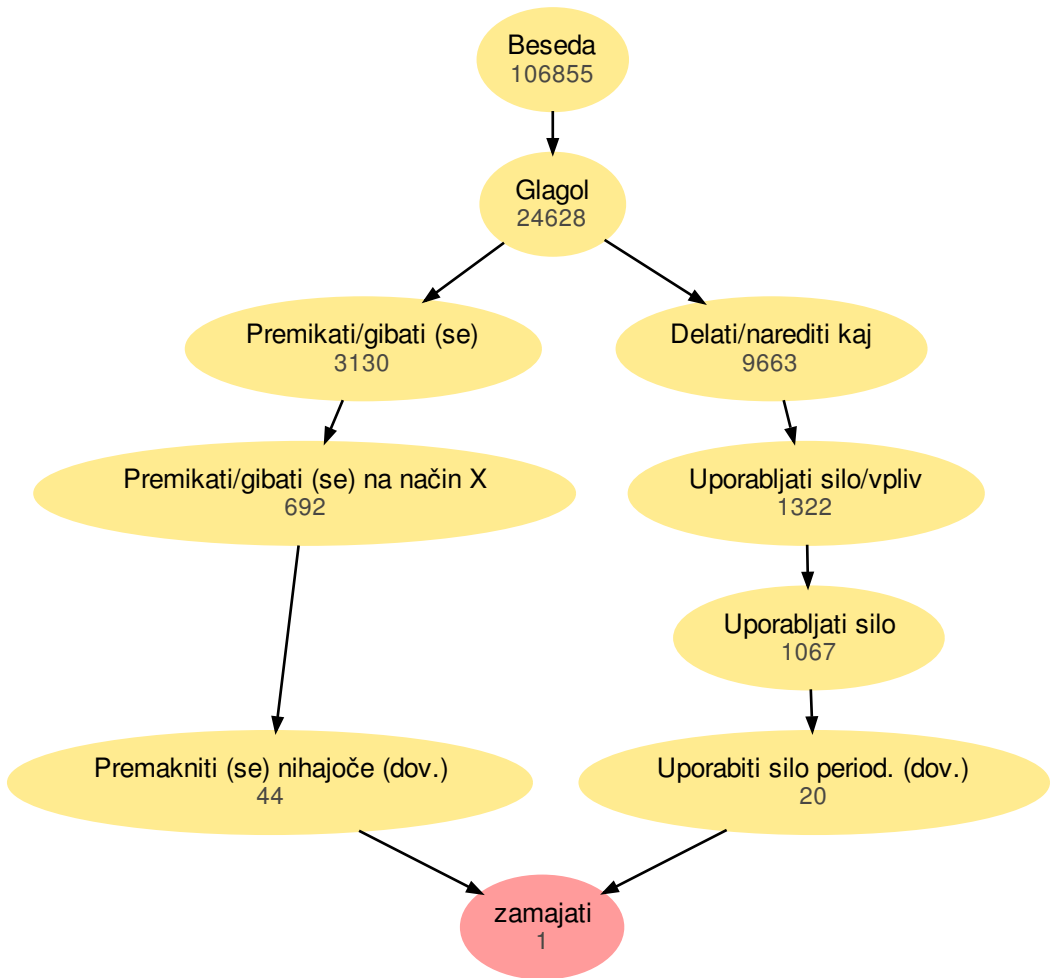 Beseda
106855
Glagol
24628
Premikati/gibati (se)
3130
Delati/narediti kaj
9663
Premikati/gibati (se) na način X
692
Uporabljati silo/vpliv
1322
Uporabljati silo
1067
Premakniti (se) nihajoče (dov.)
44
Uporabiti silo period. (dov.)
20
zamajati
1